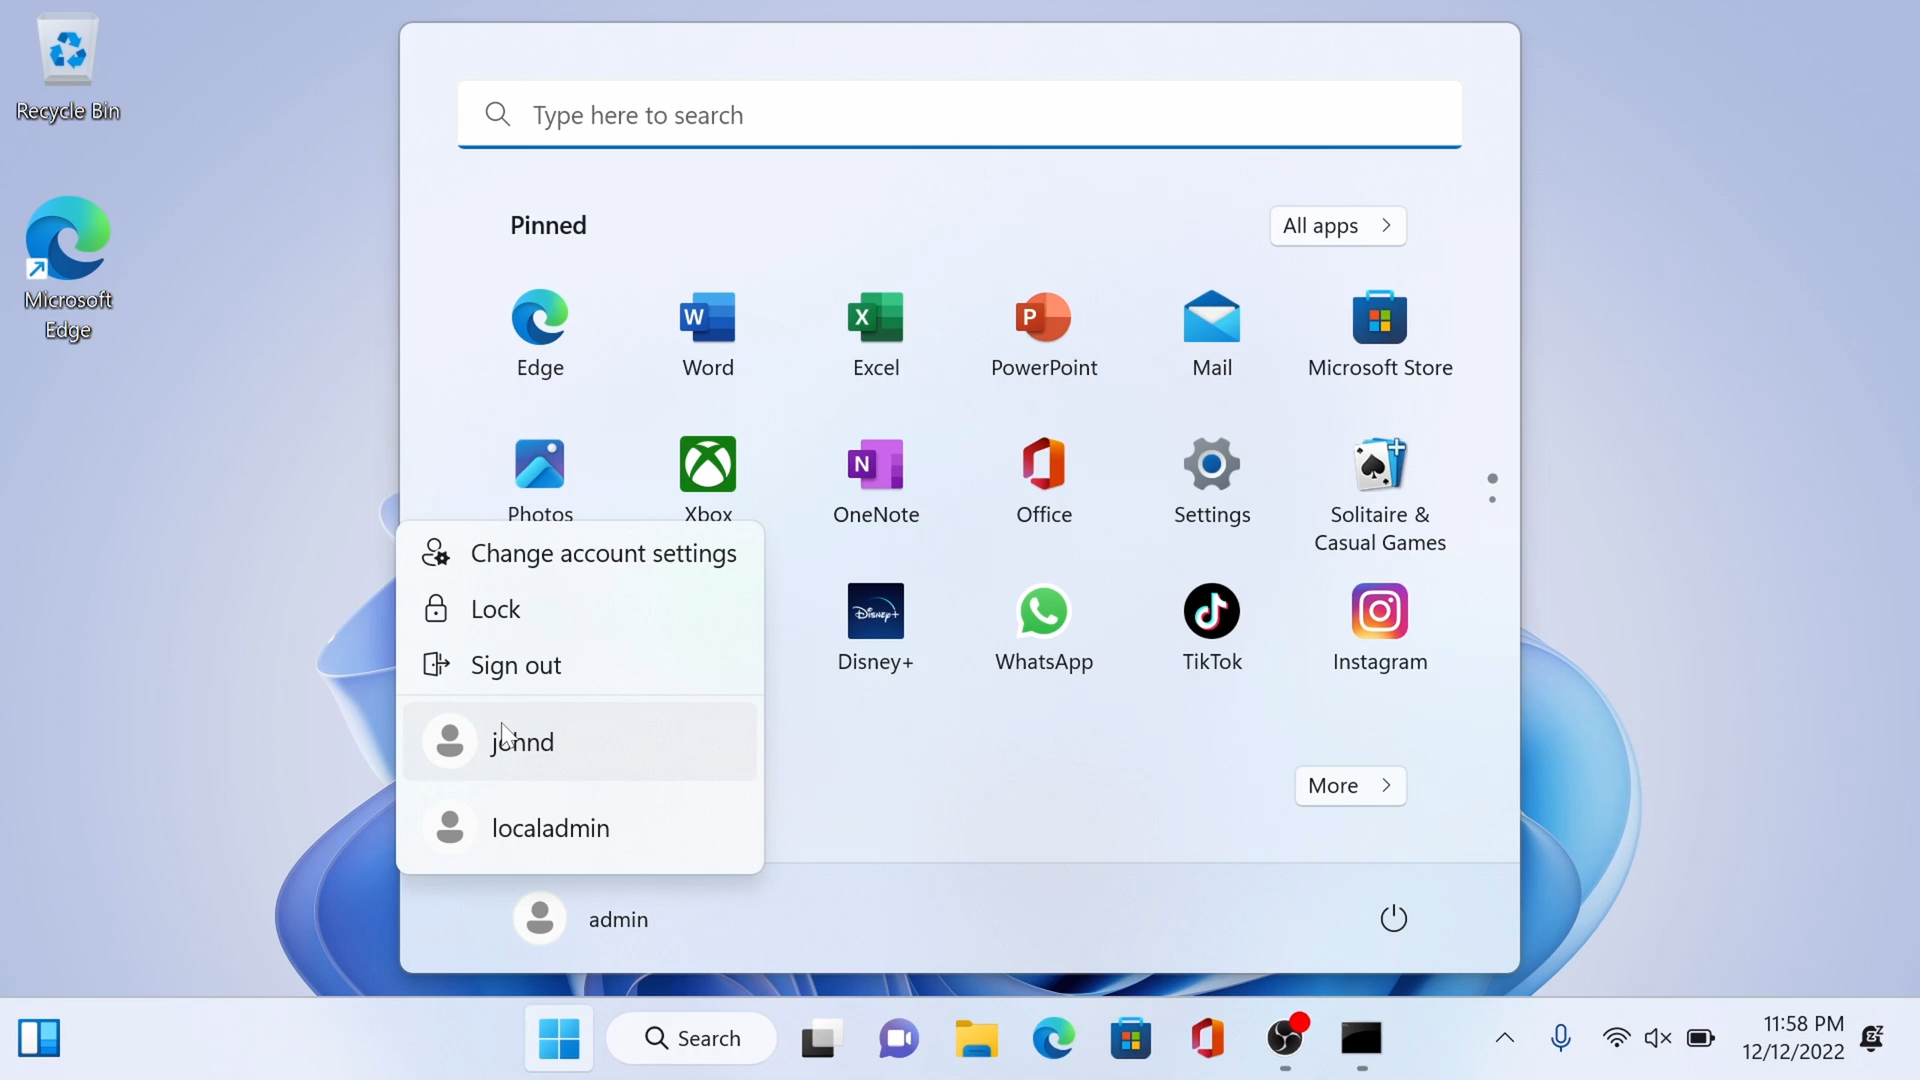 Recycle Bin
Microsoft
Edge
Type here to search
Pinned
All apps
Edge
Word
Excel
PowerPoint
Mail
Microsoft Store
Photos
Xbox
OneNote
Office
Settings
Solitaire &
Casual Games
Disney+
Disney+
WhatsApp
TikTok
Instagram
Change account settings
Lock
Sign out
johnd
localadmin
More
admin
Search
11:58 PM
12/12/2022